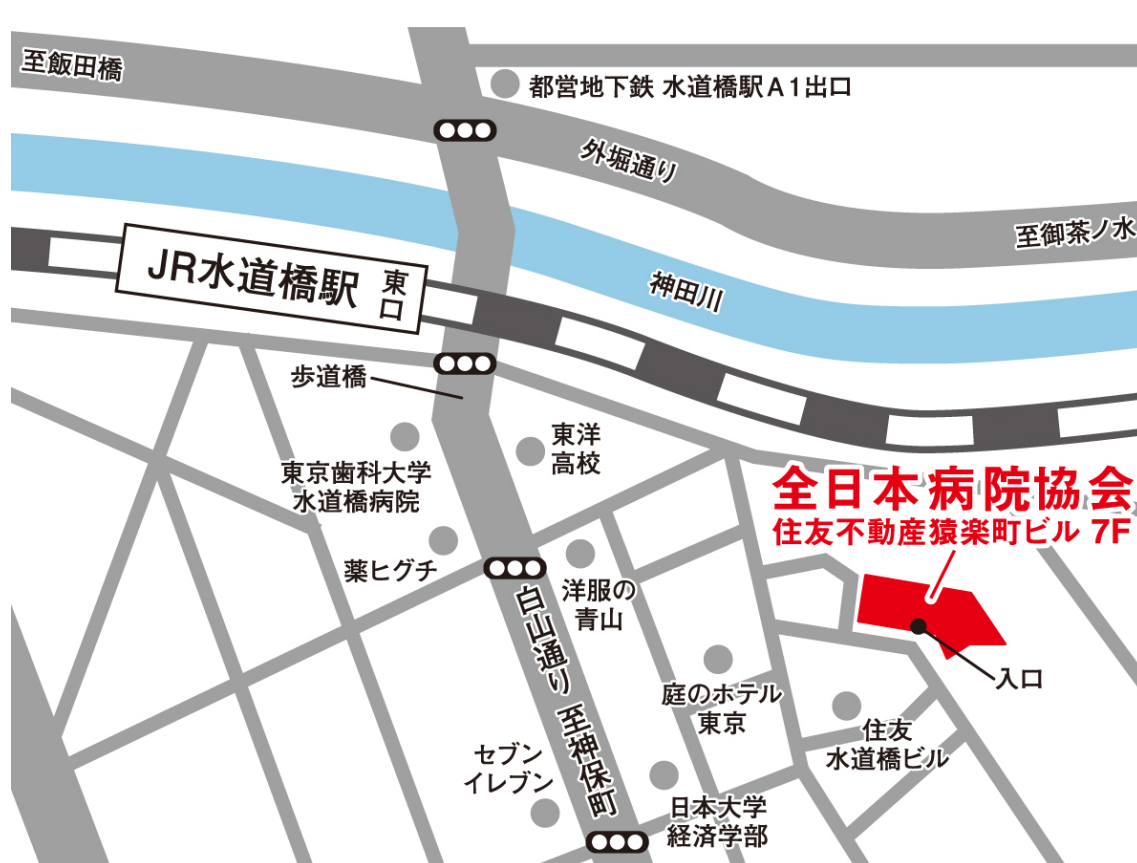 至飯田橋
都営地下鉄 水道橋駅A1出口
外堀通り
至御茶ノ水
JR水道橋駅
東口
神田川
歩道橋
東洋
高校
東京歯科大学
水道橋病院
全日本病院協会
住友不動産猿楽町ビル 7F
薬ヒグチ
洋服の
青山
白山通り 至神保町
入口
庭のホテル
東京
住友
水道橋ビル
セブン
イレブン
日本大学
経済学部